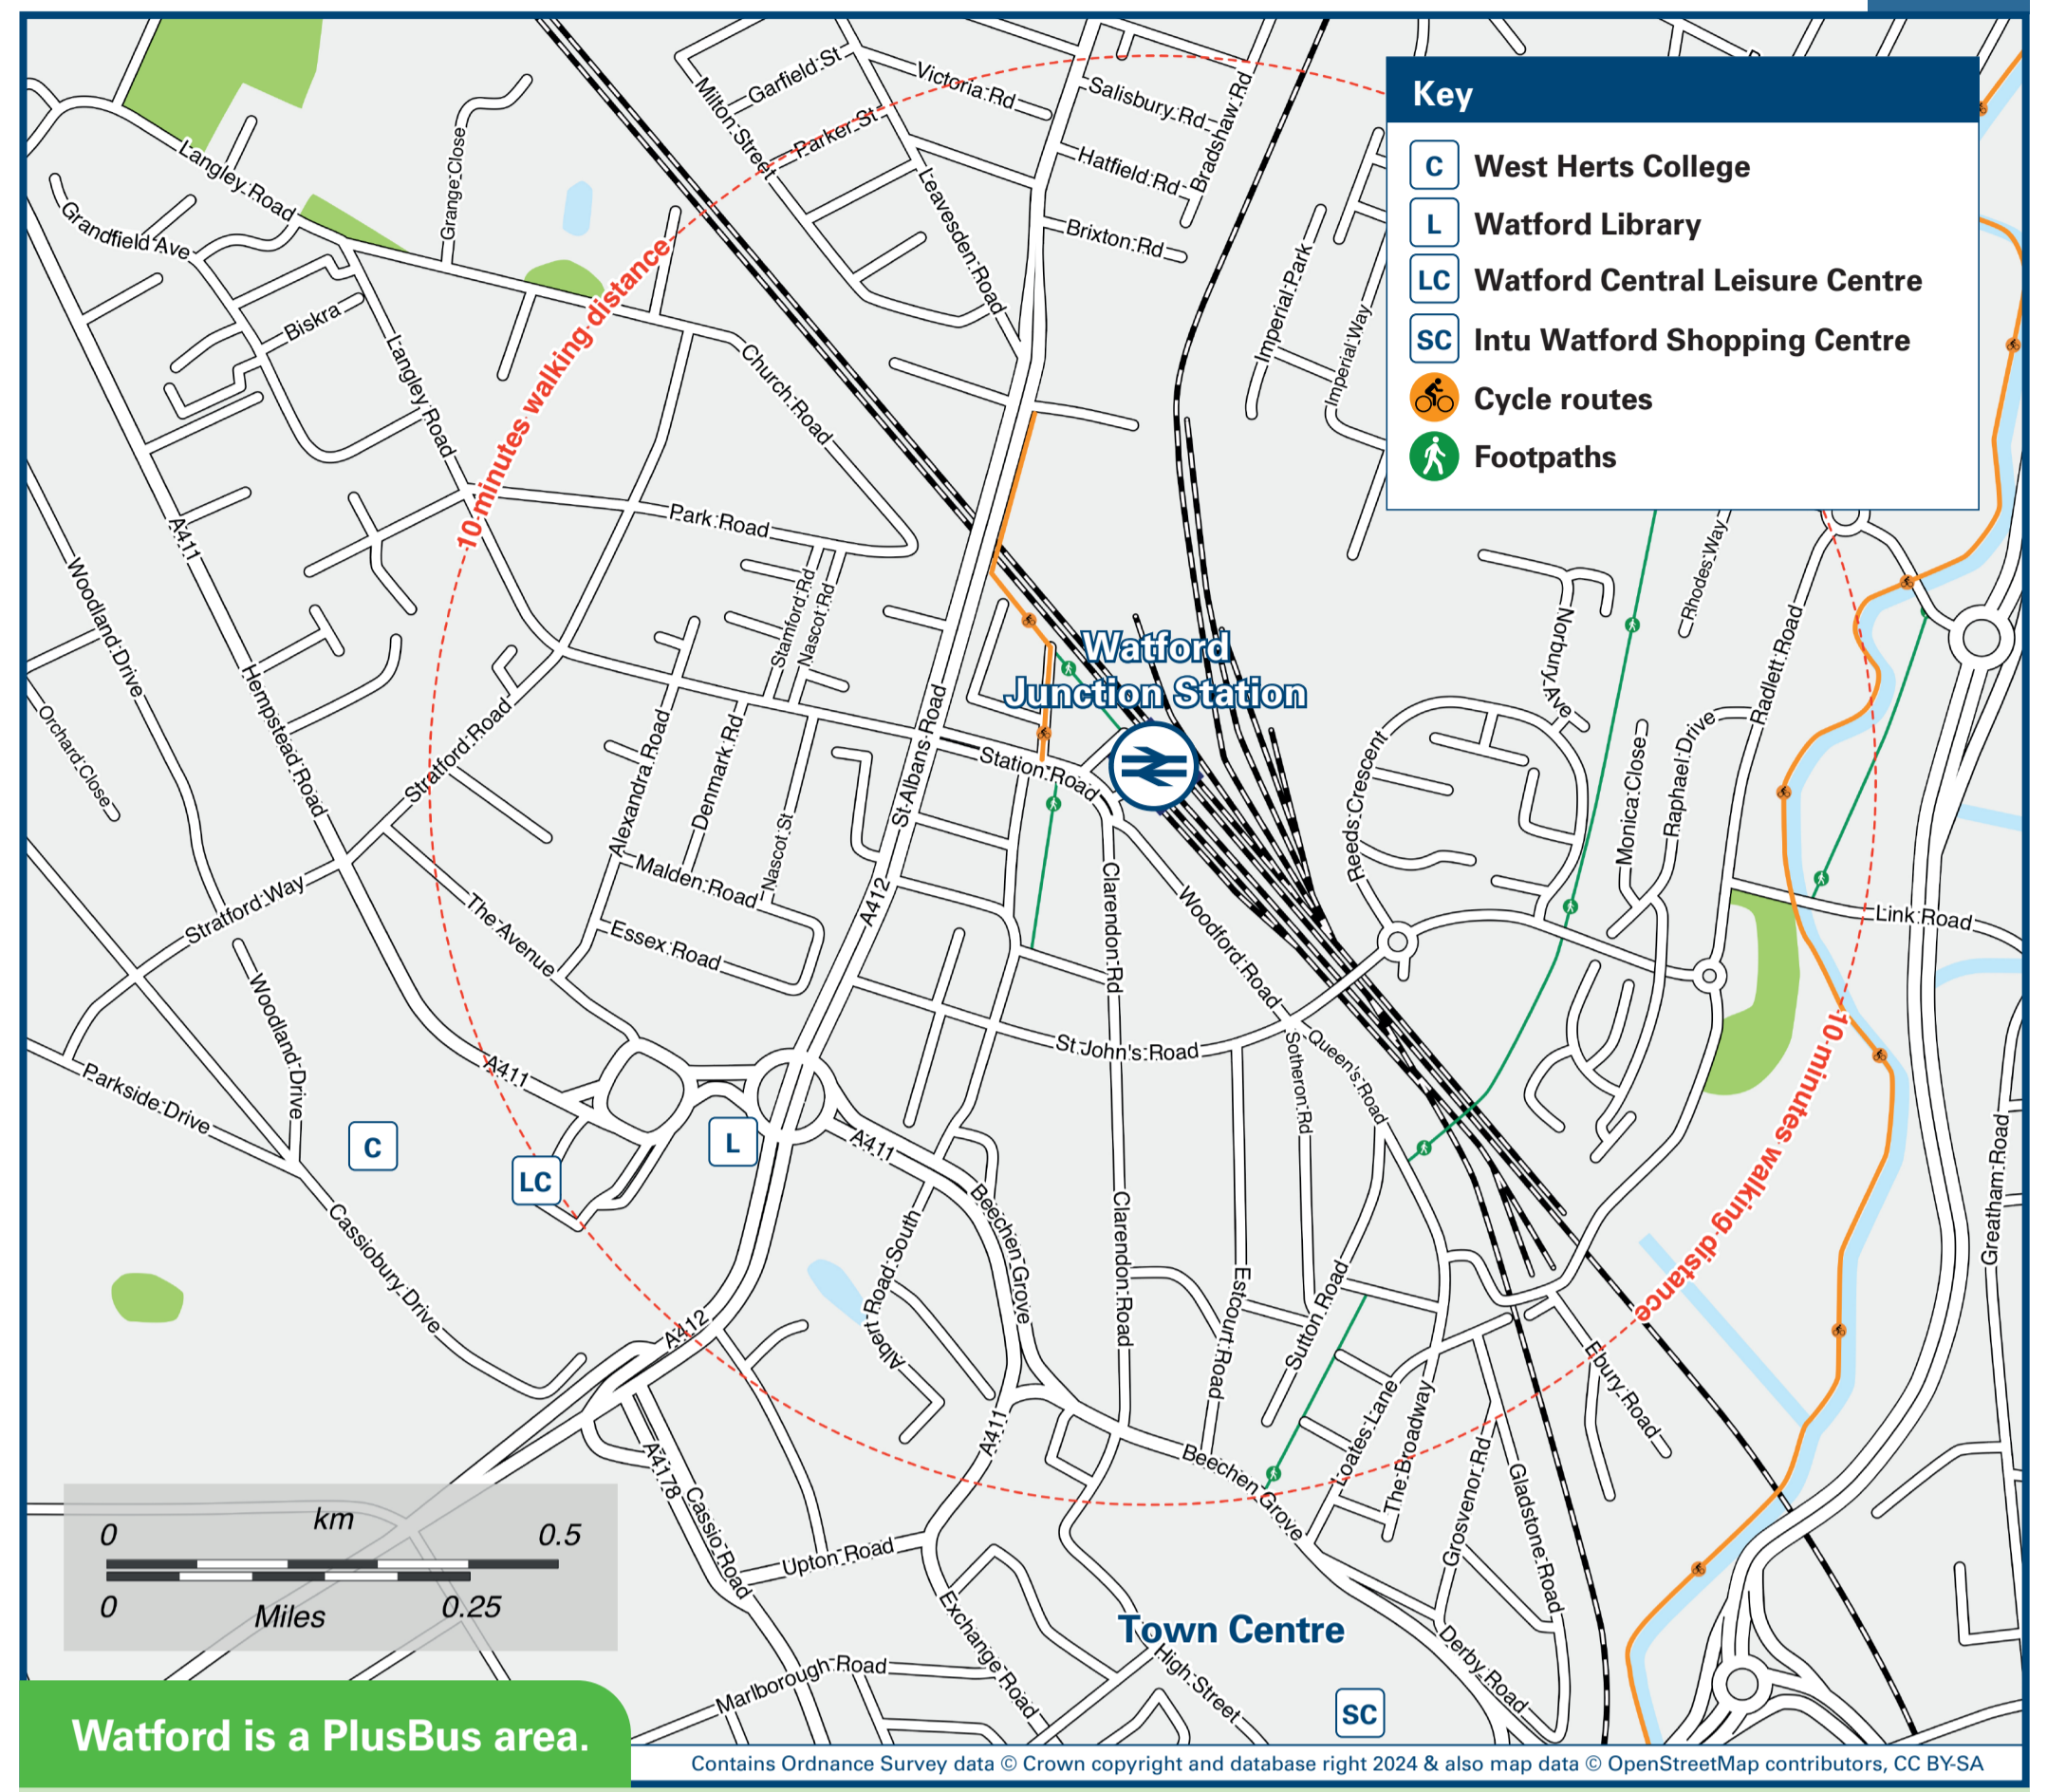 Key
C West Herts College
L Watford Library
LC Watford Central Leisure Centre
SC Intu Watford Shopping Centre
Cycle routes
Footpaths
Milton Street
Garfield St
Victoria Rd
Salisbury Rd
Bradshaw Rd
Parker St
Hatfield Rd
Leavesden Road
Brixton Rd
Langley Road
Grange Close
Grandfield Ave
Imperial Park
Imperial Way
10 minutes walking distance
Biskra
Langley Road
Church Road
A411
Park Road
Woodland Drive
Stamford Rd
Nascot Rd
Rhodes Way
Norbury Ave
Radlett Road
Watford
Junction Station
Hempstead Road
Orchard Close
Stratford Road
Alexandra Road
Denmark Rd
St Albans Road
Station Road
Reeds Crescent
Monica Close
Raphael Drive
Nascot St
Malden Road
Essex Road
A412
Clarendon Rd
Woodford Road
Link Road
Stratford Way
The Avenue
Woodland Drive
St John's Road
Sotheron Rd
Queen's Road
10 minutes walking distance
A411
Parkside Drive
C
LC
L
A411
Greatham Road
Cassiobury Drive
Albert Road South
Beechen Grove
Clarendon Road
Estcourt Road
Sutton Road
A412
Ebury Road
Loates Lane
The Broadway
A411
Beechen Grove
Grosvenor Rd
Gladstone Road
A4178
Cassio Road
Upton Road
Exchange Road
Town Centre
High Street
Derby Road
Marlborough Road
SC
km
0 0.5
0 0.25
Miles
Watford is a PlusBus area.
Contains Ordnance Survey data © Crown copyright and database right 2024 & also map data © OpenStreetMap contributors, CC BY-SA